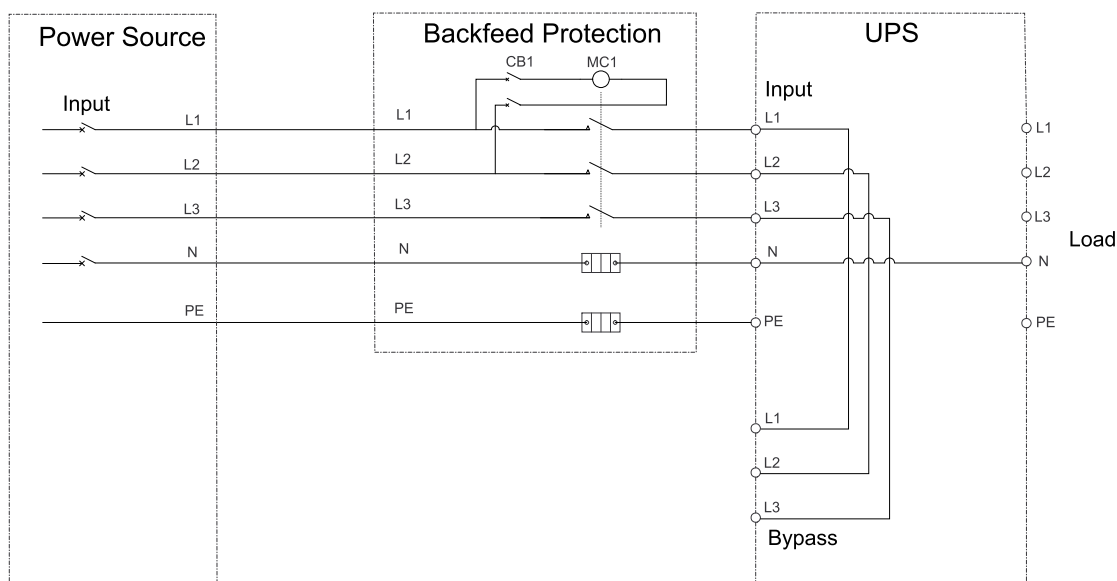 Power Source
Backfeed Protection
UPS
CB1 MC1
Input
Input
L1 L1 L1 L1
L2 L2 L2 L2
L3 L3 L3 L3
Load
N N N N
PE PE PE PE
L1
L2
L3
Bypass